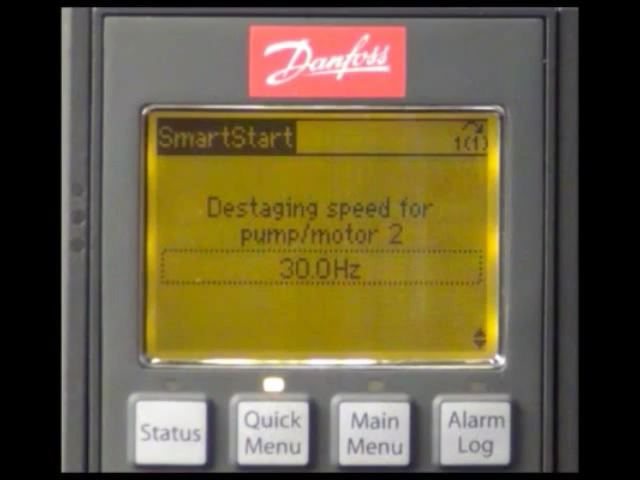 Danfoss
SmartStart
1(1)
Destaging speed for
pump/motor 2
30.0Hz
Status
Quick
Menu
Main
Menu
Alarm
Log